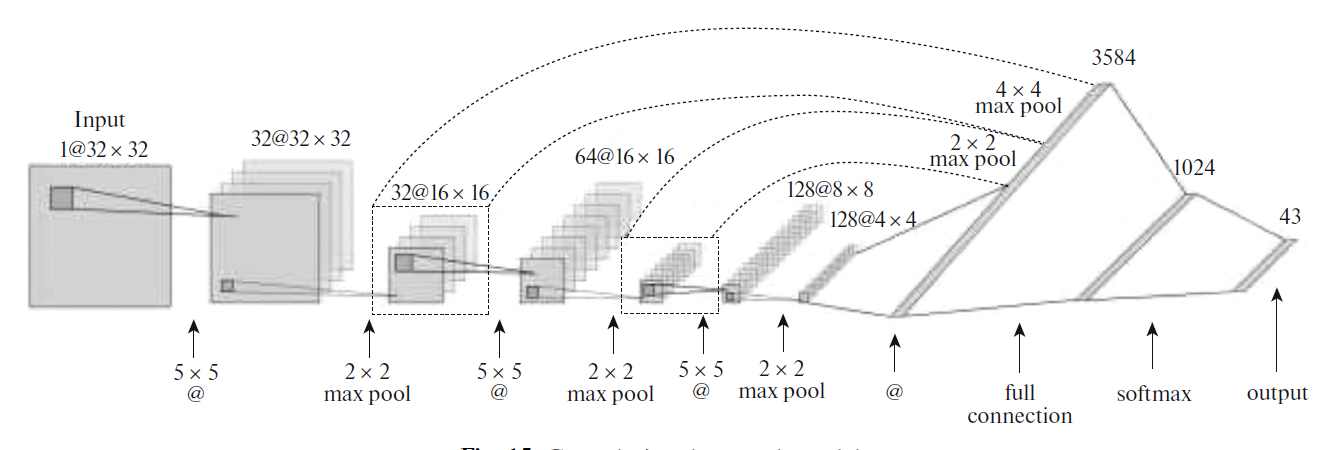 3584
4 × 4
max pool
Input
1@32 × 32
32@32 × 32
2 × 2
max pool
64@16 × 16
1024
32@16 × 16
128@8 × 8
128@4 × 4
43
5 × 5
@
2 × 2
max pool
5 × 5
@
2 × 2
max pool
5 × 5
@
2 × 2
max pool
@
full
connection
softmax
output